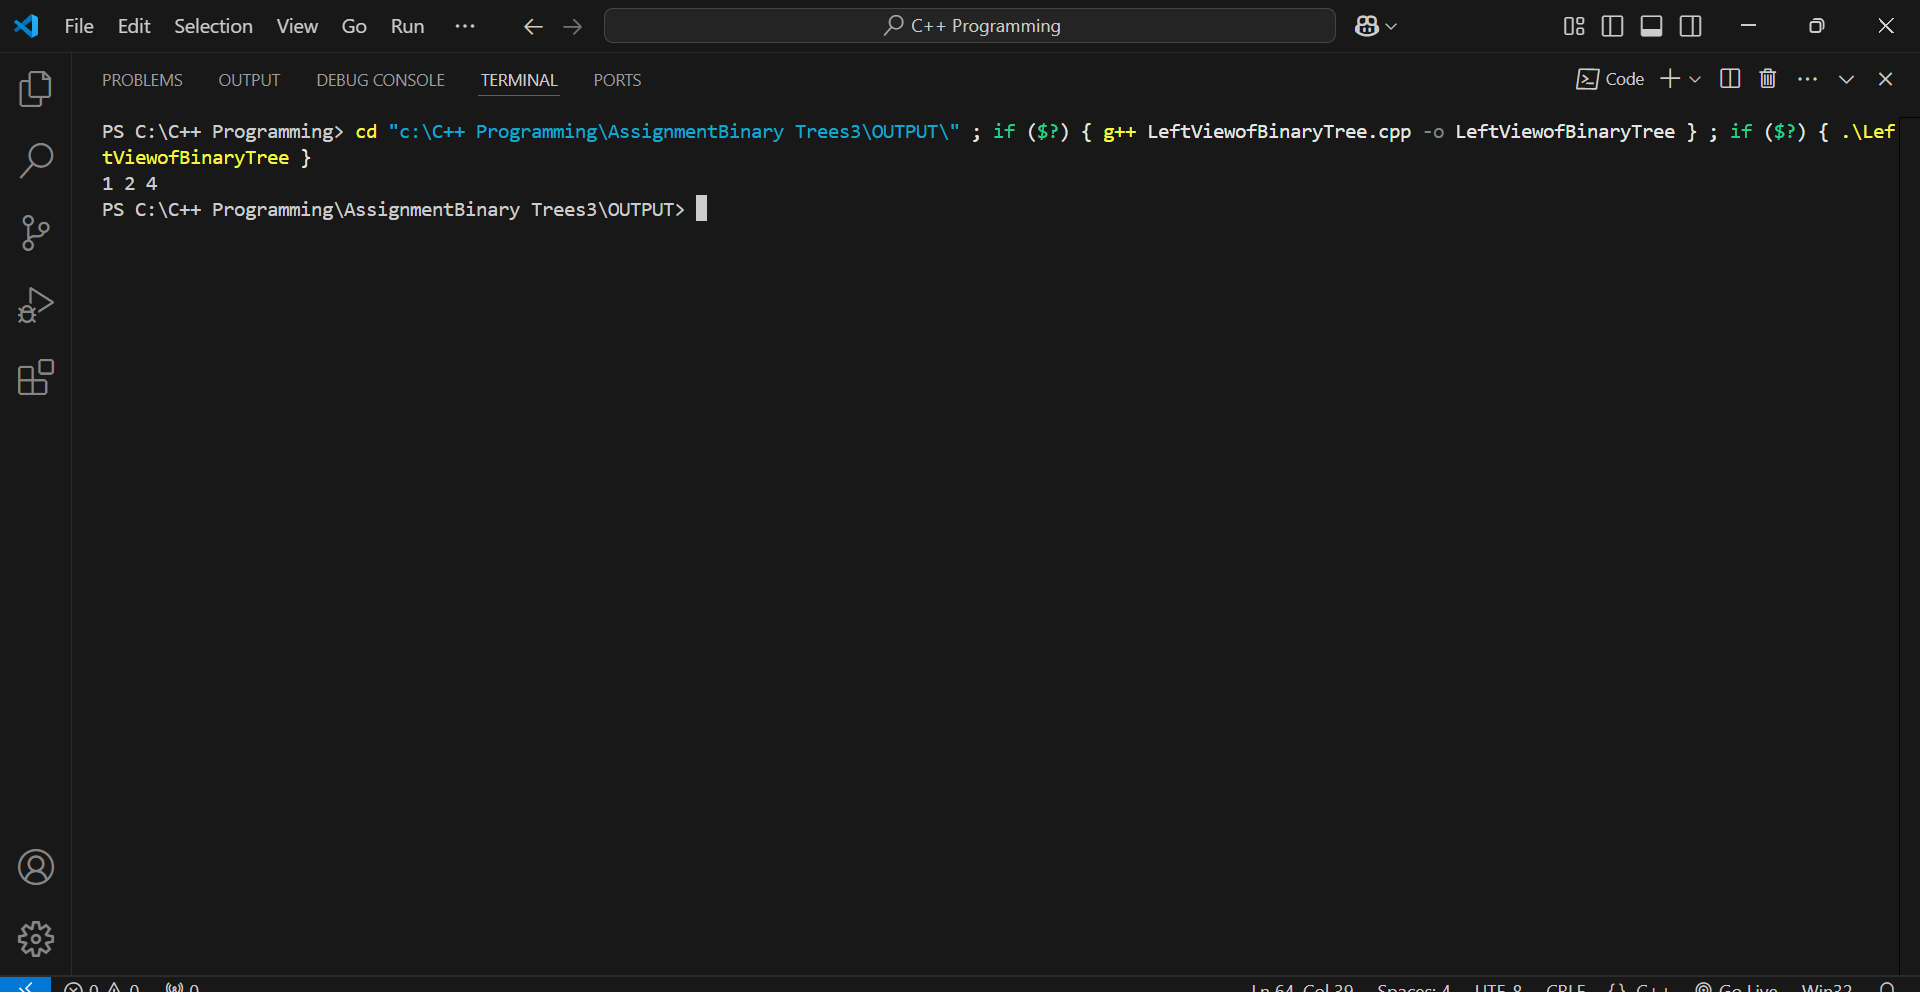 File Edit Selection View Go Run ··· C++ Programming
PROBLEMS OUTPUT DEBUG CONSOLE TERMINAL PORTS Code
PS C:\C++ Programming> cd "c:\C++ Programming\AssignmentBinary Trees3\OUTPUT\" ; if ($?) { g++ LeftViewofBinaryTree.cpp -o LeftViewofBinaryTree } ; if ($?) { .\Lef
tViewofBinaryTree }
1 2 4
PS C:\C++ Programming\AssignmentBinary Trees3\OUTPUT>
0 0 0 Ln 64, Col 39 Spaces: 4 UTF-8 CRLF {} C++ Go Live Win32